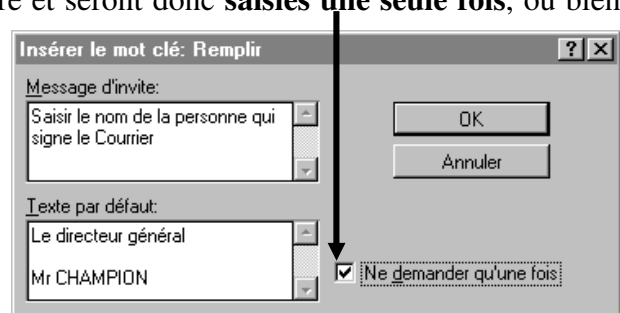 re et seront donc saisies une seule fois, ou bien
Insérer le mot clé: Remplir
Message d'invite:
Saisir le nom de la personne qui
signe le Courrier
OK
Annuler
Texte par défaut:
Le directeur général
Mr CHAMPION
Ne demander qu'une fois